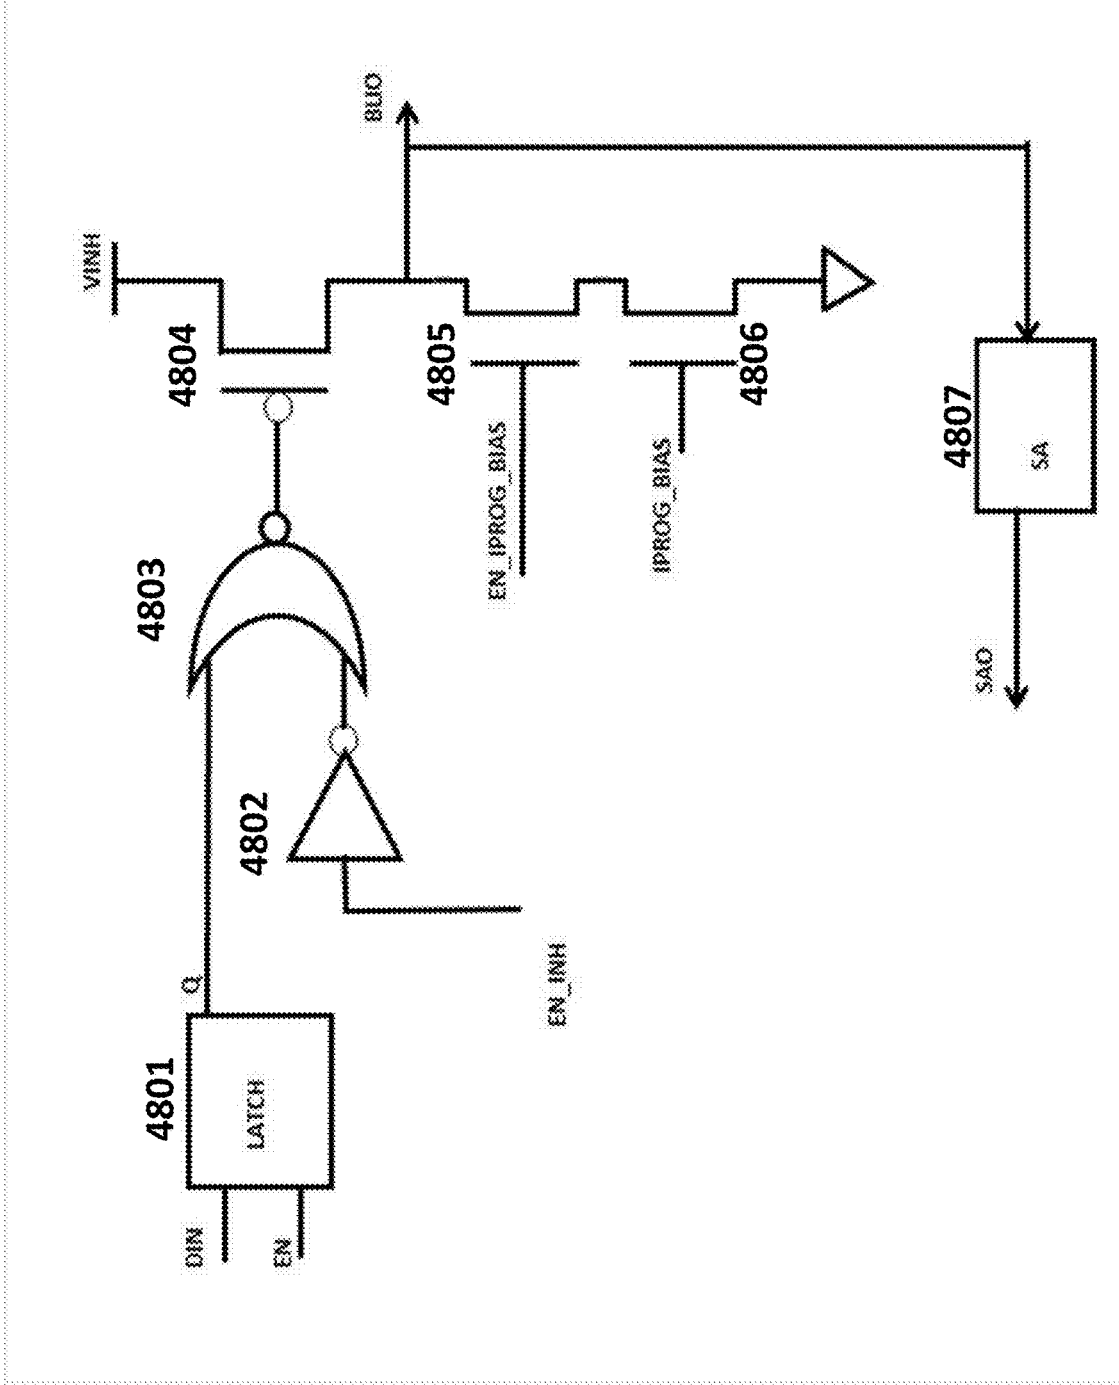 VINH
BLIO
4804
4803
4805
4802
EN_IPROG_BIAS
4806
IPROG_BIAS
Q
4801
LATCH
DIN
EN
EN_INH
4807
SA
SAO